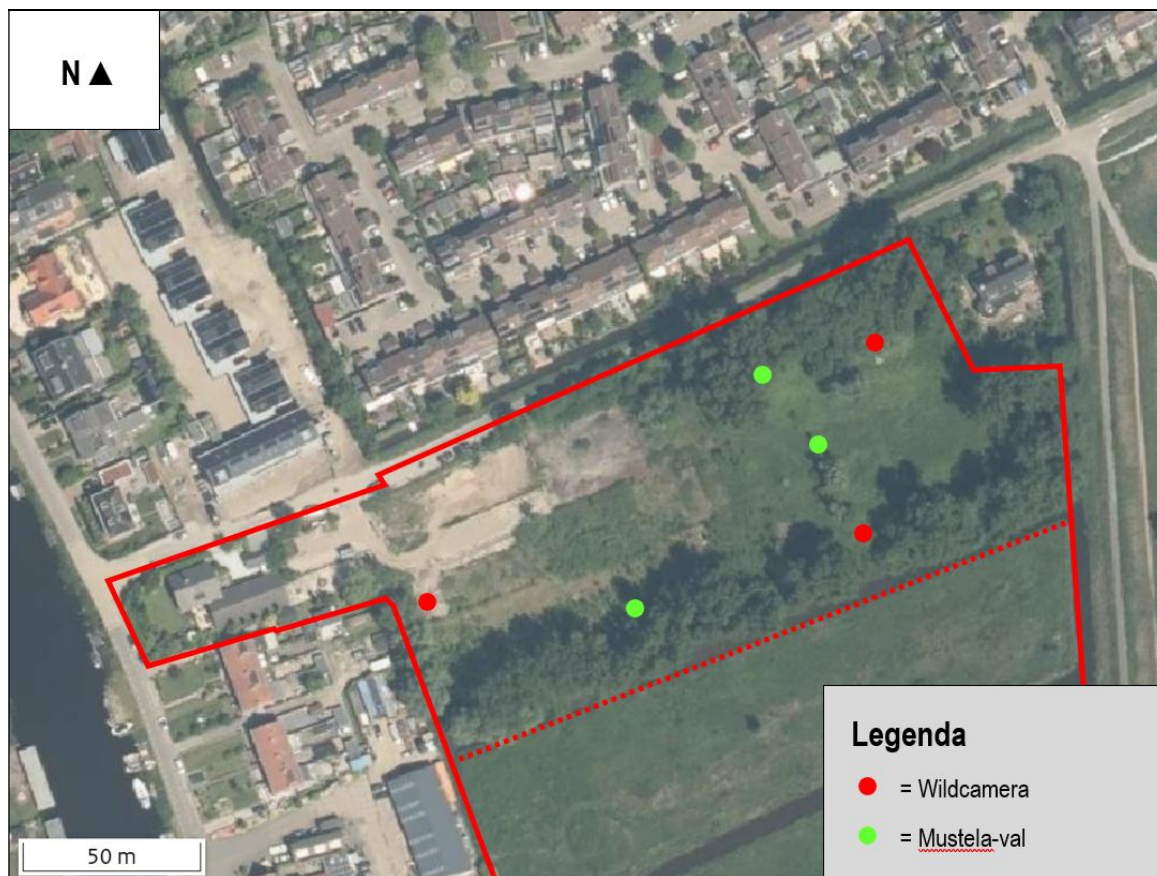 N ▲
Legenda
= Wildcamera
= Mustela-val
50 m